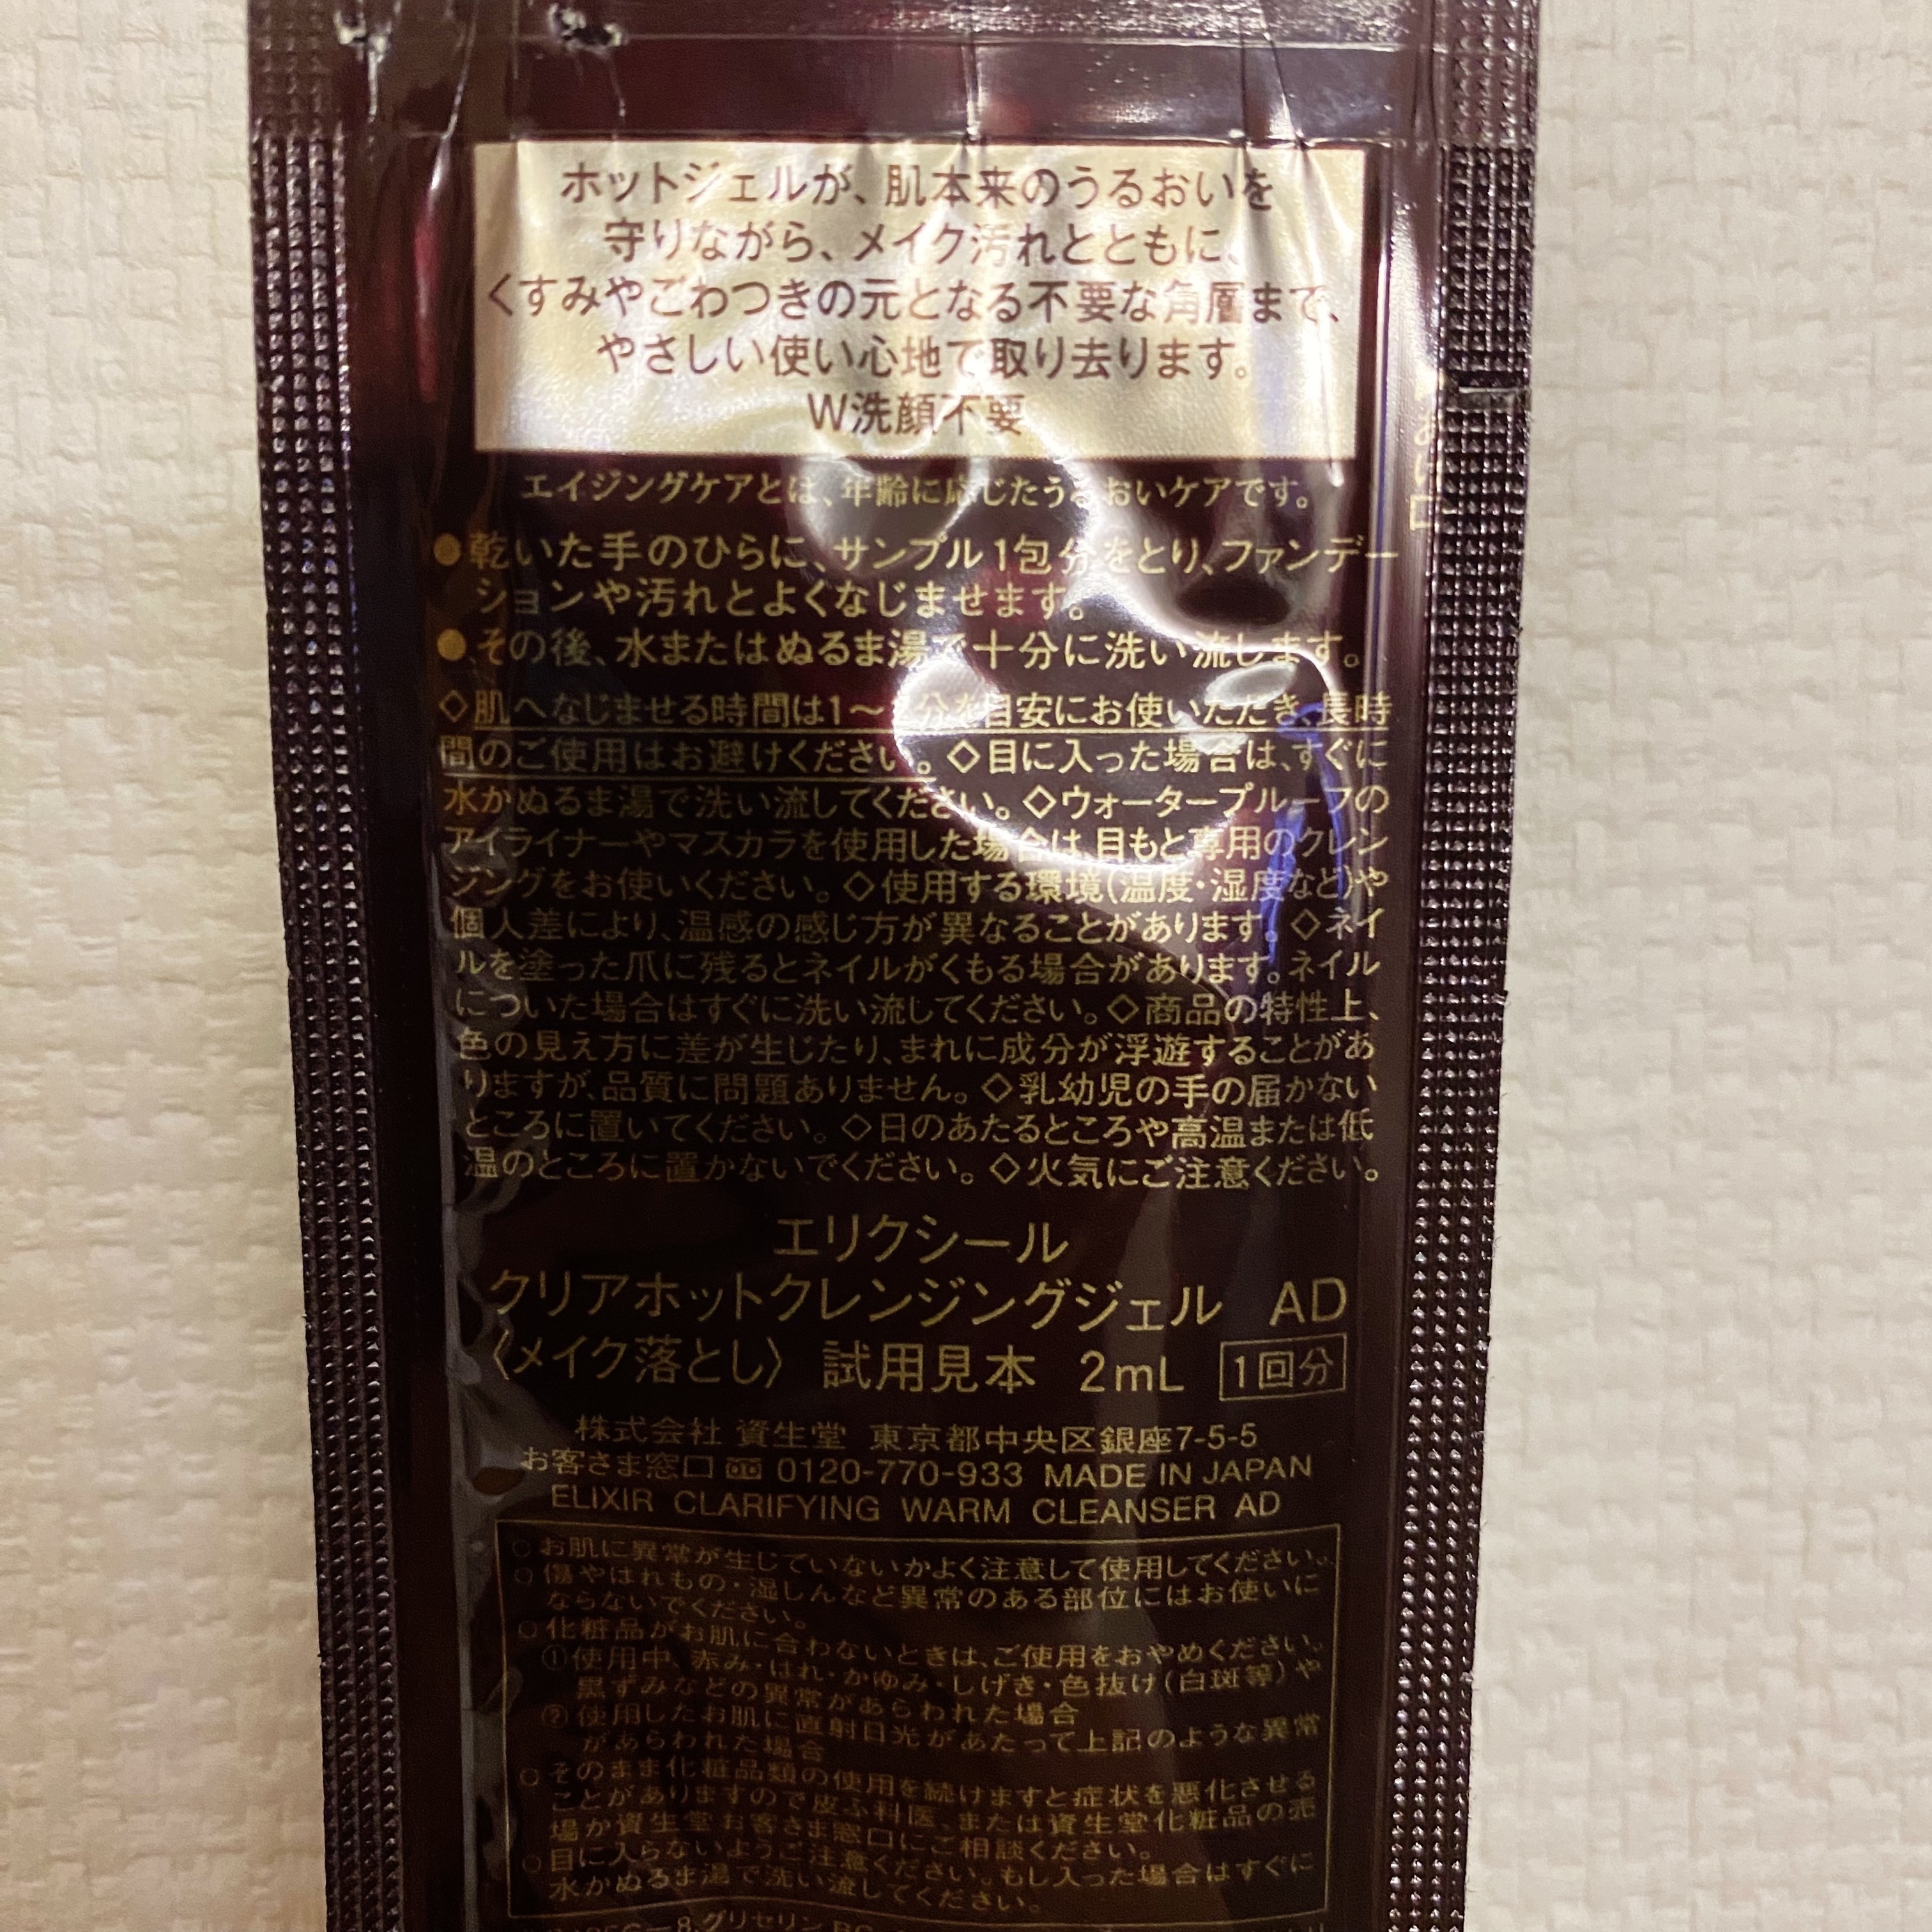 ホットジェルが、肌本来のうるおいを
守りながら、メイク汚れとともに、
くすみやごわつきの元となる不要な角層まで、
やさしい使い心地で取り去ります。
W洗顔不要
エイジングケアとは、年齢に応じたうるおいケアです。
●乾いた手のひらに、サンプル1包分をとり、ファンデー
ションや汚れとよくなじませます。
●その後、水またはぬるま湯で十分に洗い流します。
◇肌へなじませる時間は1〜 分を目安にお使いいただき、長時
間のご使用はお避けください。◇目に入った場合は、すぐに
水かぬるま湯で洗い流してください。◇ウォータープルーフの
アイライナーやマスカラを使用した場合は、目もと専用のクレン
ジングをお使いください。◇使用する環境(温度・湿度など)や
個人差により、温感の感じ方が異なることがあります。◇ネイ
ルを塗った爪に残るとネイルがくもる場合があります。ネイル
についた場合はすぐに洗い流してください。◇商品の特性上、
色の見え方に差が生じたり、まれに成分が浮遊することがあ
りますが、品質に問題ありません。◇乳幼児の手の届かない
ところに置いてください。◇日のあたるところや高温または低
温のところに置かないでください。◇火気にご注意ください。
エリクシール
クリアホットクレンジングジェル AD
〈メイク落とし〉 試用見本 2mL 1回分
株式会社 資生堂 東京都中央区銀座7-5-5
お客さま窓口 0120-770-933 MADE IN JAPAN
ELIXIR CLARIFYING WARM CLEANSER AD
○お肌に異常が生じていないかよく注意して使用してください。
○傷やはれもの・湿しんなど異常のある部位にはお使いに
ならないでください。
○化粧品がお肌に合わないときは、ご使用をおやめください。
①使用中、赤み・はれ・かゆみ・しげき・色抜け(白斑等)や
黒ずみなどの異常があらわれた場合
②使用したお肌に直射日光があたって上記のような異常
があらわれた場合
○そのまま化粧品類の使用を続けますと症状を悪化させる
ことがありますので皮ふ科医、または資生堂化粧品の売
場か資生堂お客さま窓口にご相談ください。
○目に入らないようご注意ください。もし入った場合はすぐに
水かぬるま湯で洗い流してください。
グリセリン